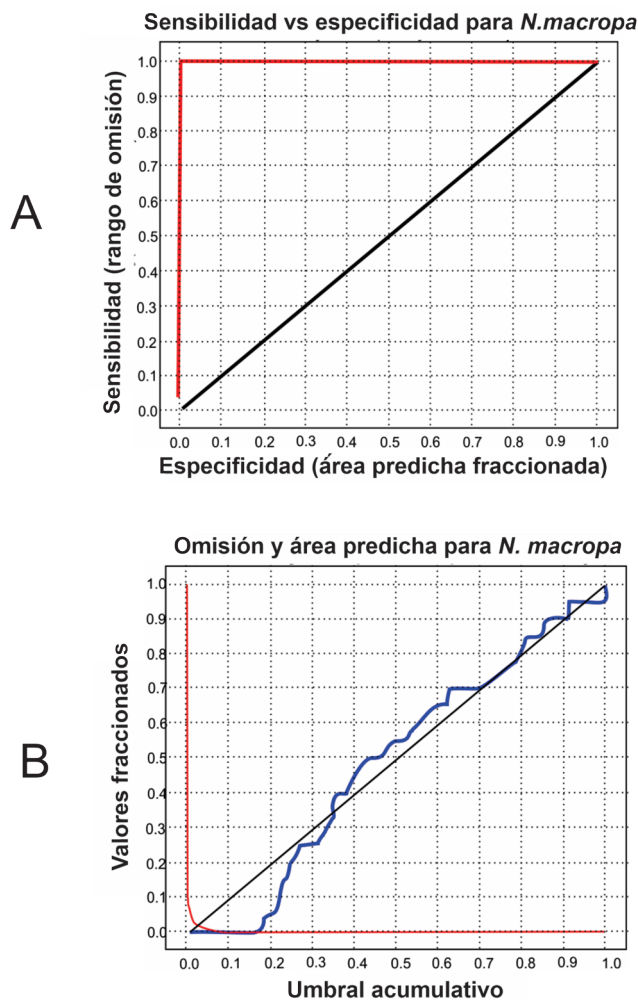 Sensibilidad vs especificidad para N.macropa
A
Sensibilidad (rango de omisión)
1.0
0.9
0.8
0.7
0.6
0.5
0.4
0.3
0.2
0.1
0.0
0.0 0.1 0.2 0.3 0.4 0.5 0.6 0.7 0.8 0.9 1.0
Especificidad (área predicha fraccionada)
Omisión y área predicha para N. macropa
B
Valores fraccionados
1.0
0.9
0.8
0.7
0.6
0.5
0.4
0.3
0.2
0.1
0.0
0.0 0.1 0.2 0.3 0.4 0.5 0.6 0.7 0.8 0.9 1.0
Umbral acumulativo